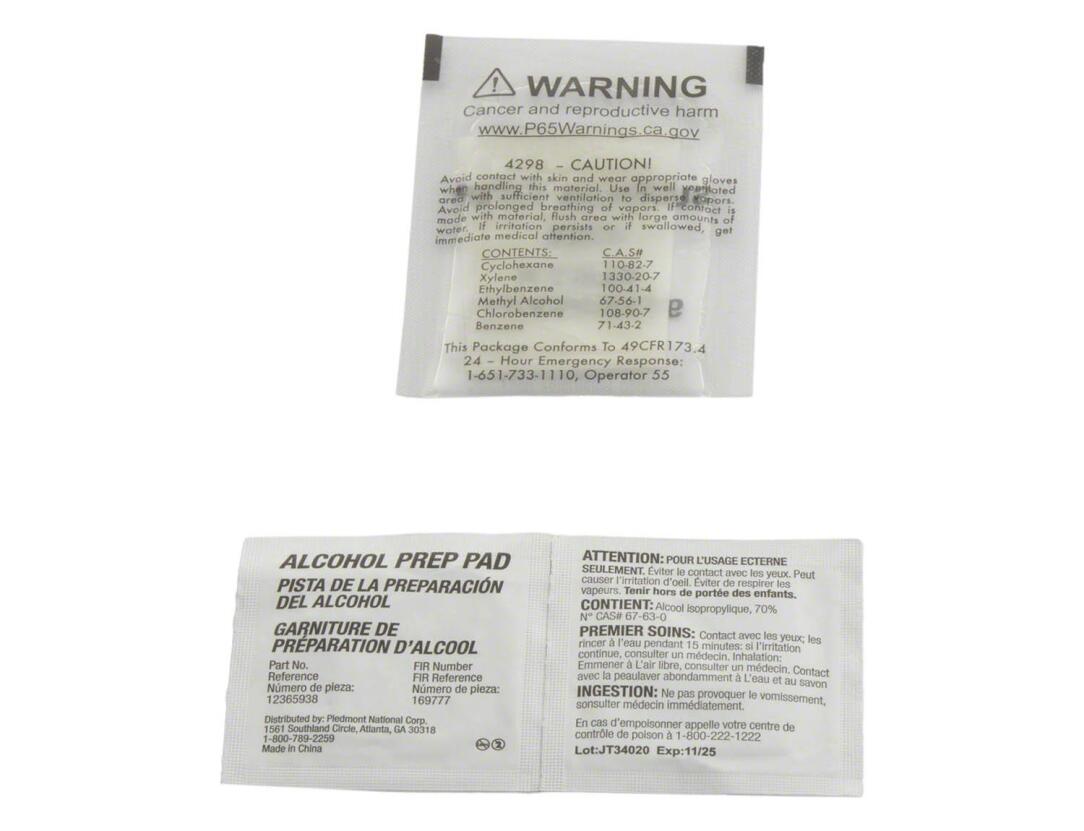 WARNING
Cancer and reproductive harm
www.P65Warnings.ca.gov
4298 - CAUTION!
Avoid contact with skin and wear appropriate gloves
when handling this material. Use in well ventilated
area with sufficient ventilation to disperse vapors.
Avoid prolonged breathing of vapors. If contact is
made with material, flush area with large amounts of
water. If irritation persists or if swallowed, get
immediate medical attention.
CONTENTS: C.A.S#
Cyclohexane 110-82-7
Xylene 1330-20-7
Ethylbenzene 100-41-4
Methyl Alcohol 67-56-1
Chlorobenzene 108-90-7
Benzene 71-43-2
This Package Conforms To 49CFR173.4
24 - Hour Emergency Response:
1-651-733-1110, Operator 55
ALCOHOL PREP PAD
PISTA DE LA PREPARACIÓN
DEL ALCOHOL
GARNITURE DE
PRÉPARATION D'ALCOOL
Part No. FIR Number
Reference FIR Reference
Número de pieza: Número de pieza:
12365938 169777
Distributed by: Piedmont National Corp.
1561 Southland Circle, Atlanta, GA 30318
1-800-789-2259
Made in China
2
ATTENTION: POUR L'USAGE ECTERNE
SEULEMENT. Éviter le contact avec les yeux. Peut
causer l'irritation d'oeil. Éviter de respirer les
vapeurs. Tenir hors de portée des enfants.
CONTIENT: Alcool isopropylique, 70%
N° CAS# 67-63-0
PREMIER SOINS: Contact avec les yeux; les
rincer à l'eau pendant 15 minutes: si l'irritation
continue, consulter un médecin. Inhalation:
Emmener à L'air libre, consulter un médecin. Contact
avec la peaulaver abondamment à L'eau et au savon
INGESTION: Ne pas provoquer le vomissement,
sonsulter médecin immédiatement.
En cas d'empoisonner appelle votre centre de
contrôle de poison à 1-800-222-1222
Lot:JT34020 Exp:11/25